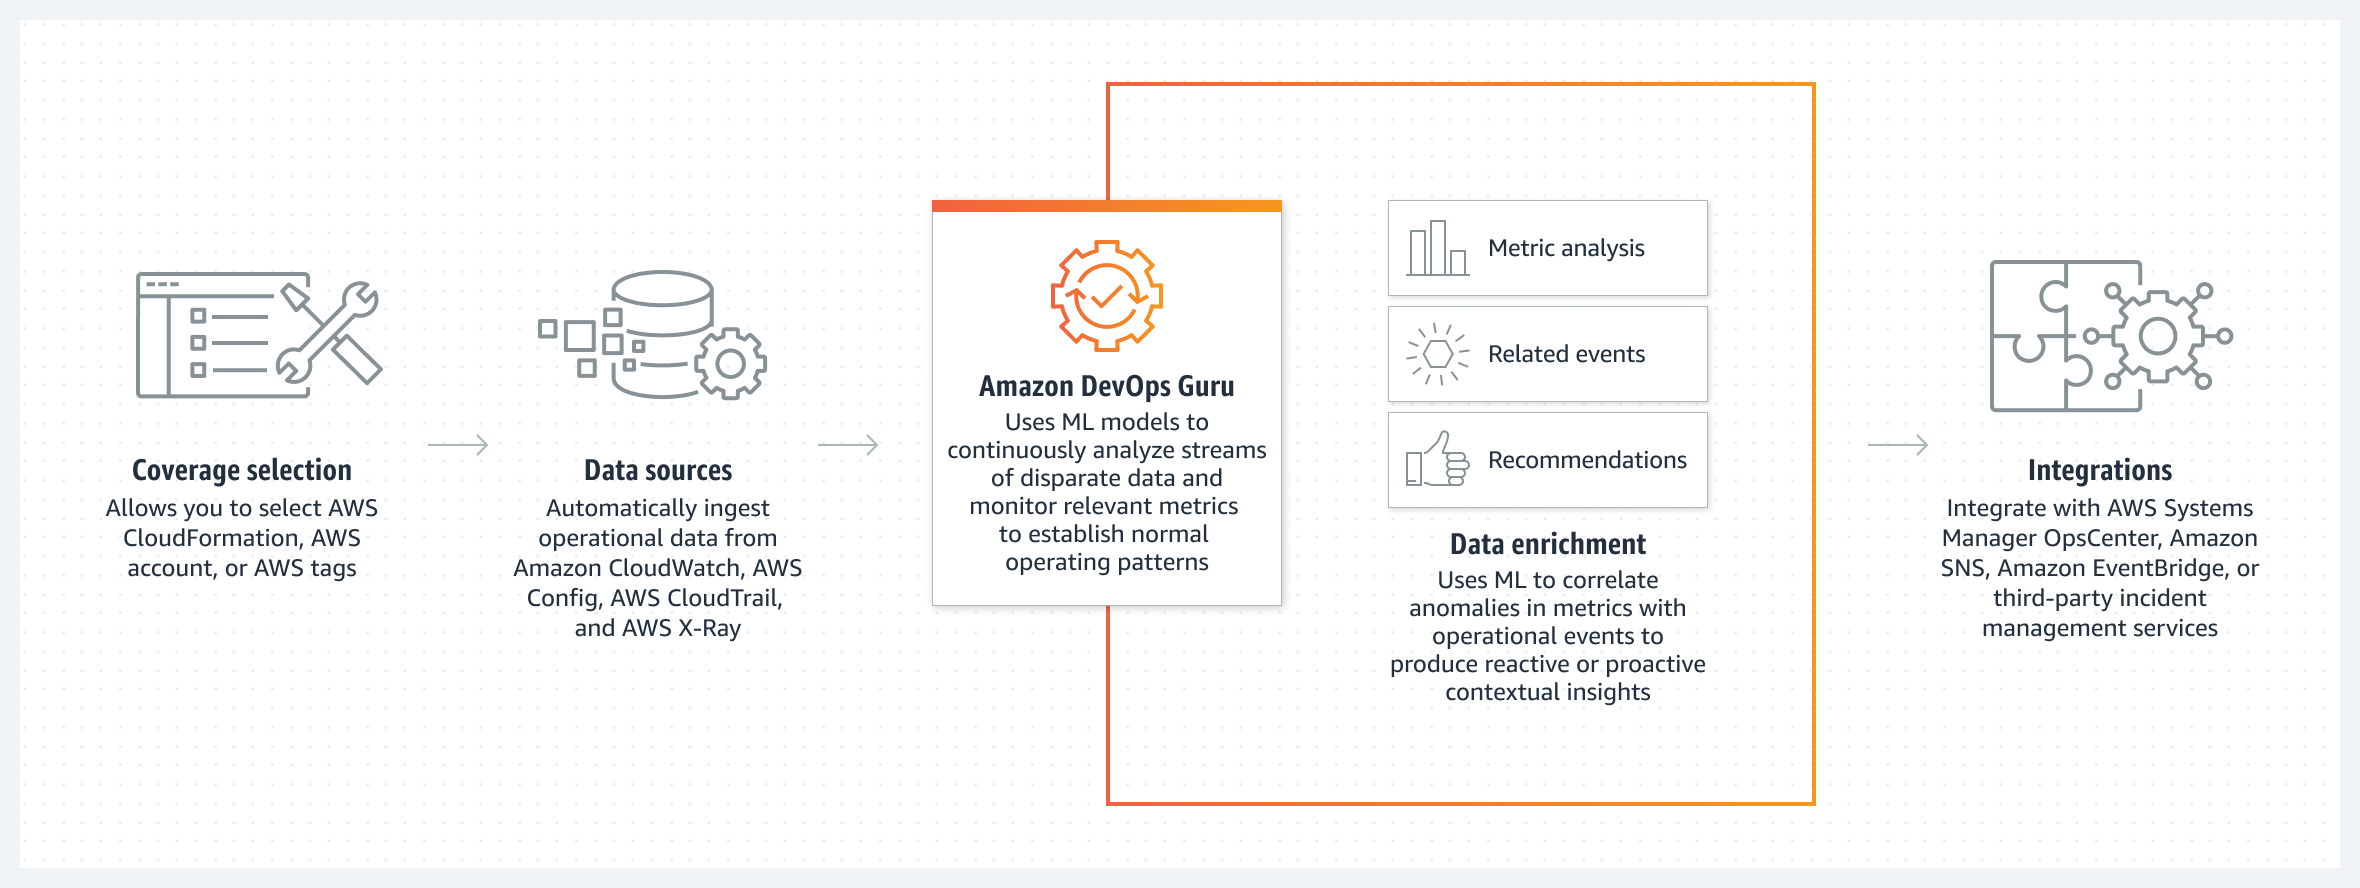 Coverage selection
Allows you to select AWS
CloudFormation, AWS
account, or AWS tags
Data sources
Automatically ingest
operational data from
Amazon CloudWatch, AWS
Config, AWS CloudTrail,
and AWS X-Ray
Amazon DevOps Guru
Uses ML models to
continuously analyze streams
of disparate data and
monitor relevant metrics
to establish normal
operating patterns
Metric analysis
Related events
Recommendations
Data enrichment
Uses ML to correlate
anomalies in metrics with
operational events to
produce reactive or proactive
contextual insights
Integrations
Integrate with AWS Systems
Manager OpsCenter, Amazon
SNS, Amazon EventBridge, or
third-party incident
management services